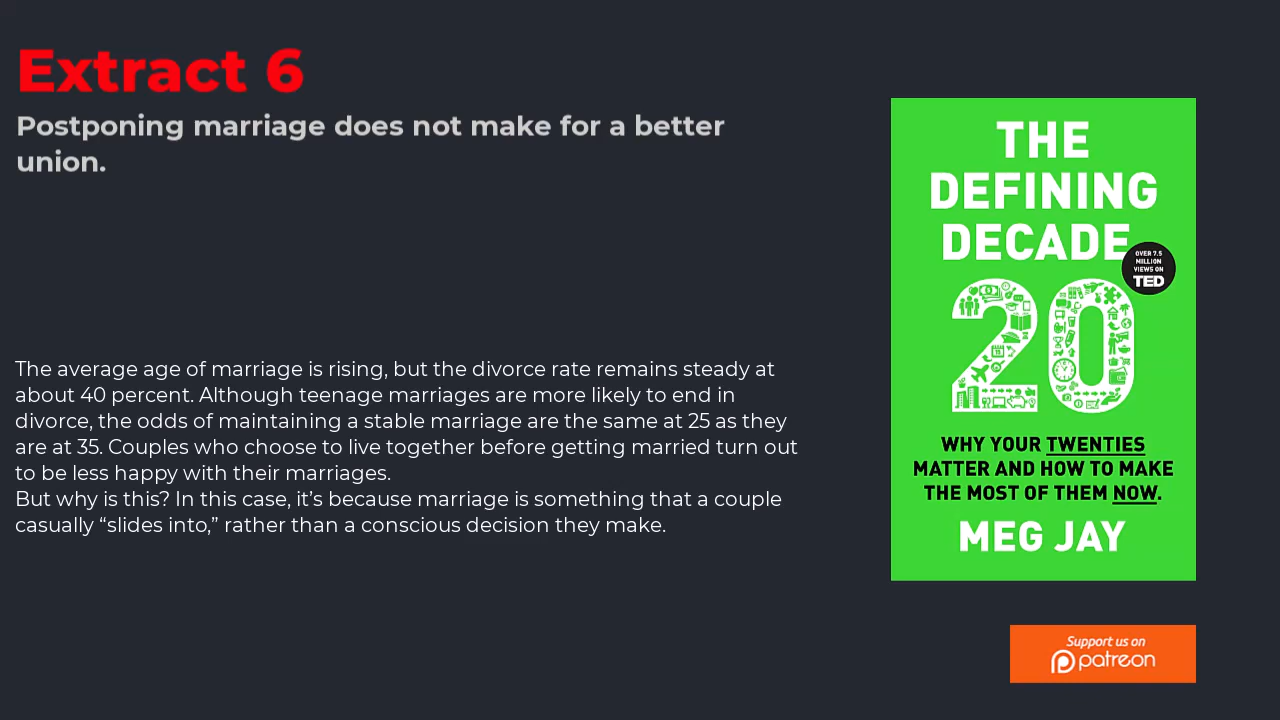 Extract 6
Postponing marriage does not make for a better
union.
The average age of marriage is rising, but the divorce rate remains steady at
about 40 percent. Although teenage marriages are more likely to end in
divorce, the odds of maintaining a stable marriage are the same at 25 as they
are at 35. Couples who choose to live together before getting married turn out
to be less happy with their marriages.
But why is this? In this case, it’s because marriage is something that a couple
casually “slides into,” rather than a conscious decision they make.
THE
DEFINING
DECADE
OVER 7.5
MILLION
VIEWS ON
TED
20
WHY YOUR TWENTIES
MATTER AND HOW TO MAKE
THE MOST OF THEM NOW.
MEG JAY
Support us on
patreon